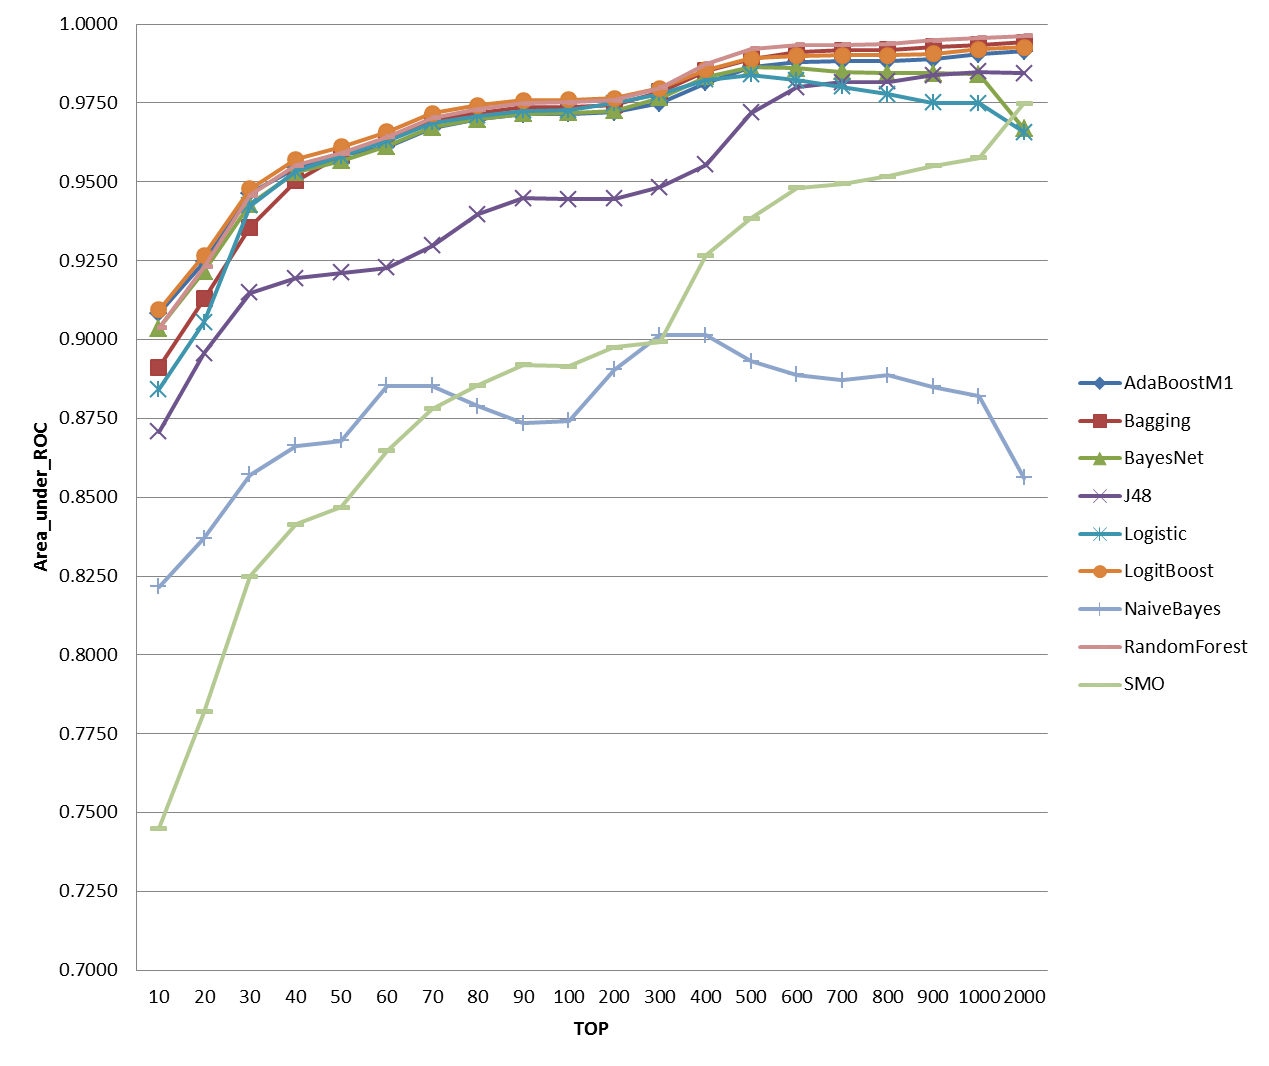 1.0000
0.9750
0.9500
0.9250
0.9000
0.8750
0.8500
0.8250
0.8000
0.7750
0.7500
0.7250
0.7000
Area_under_ROC
10 20 30 40 50 60 70 80 90 100 200 300 400 500 600 700 800 900 1000 2000
TOP
AdaBoostM1
Bagging
BayesNet
J48
Logistic
LogitBoost
NaiveBayes
RandomForest
SMO